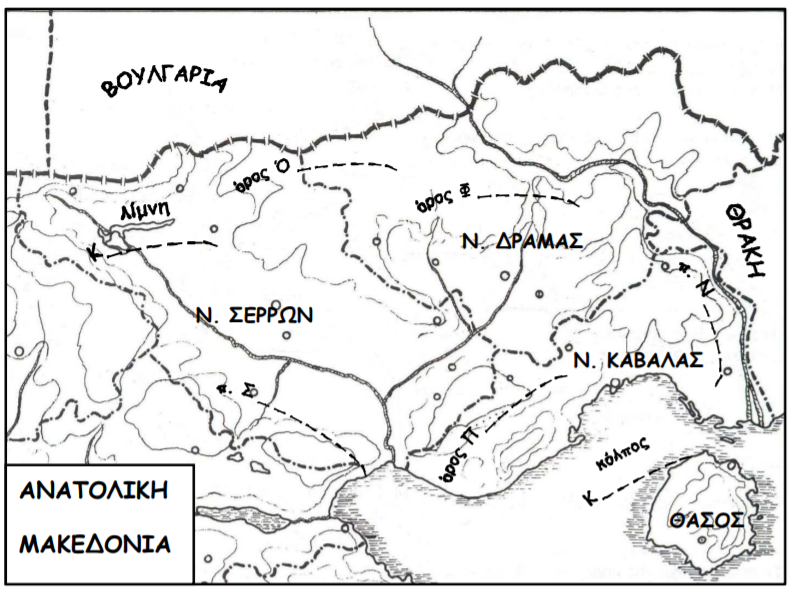 ΒΟΥΛΓΑΡΙΑ
όρος Ό
όρος Φ
λίμνη
Κ
ΘΡΑΚΗ
Ν. ΔΡΑΜΑΣ
π. Ν
Ν. ΣΕΡΡΩΝ
Ν. ΚΑΒΑΛΑΣ
π. Σ
όρος Π
κόλπος
Κ
ΑΝΑΤΟΛΙΚΗ
ΜΑΚΕΔΟΝΙΑ
ΘΑΣΟΣ